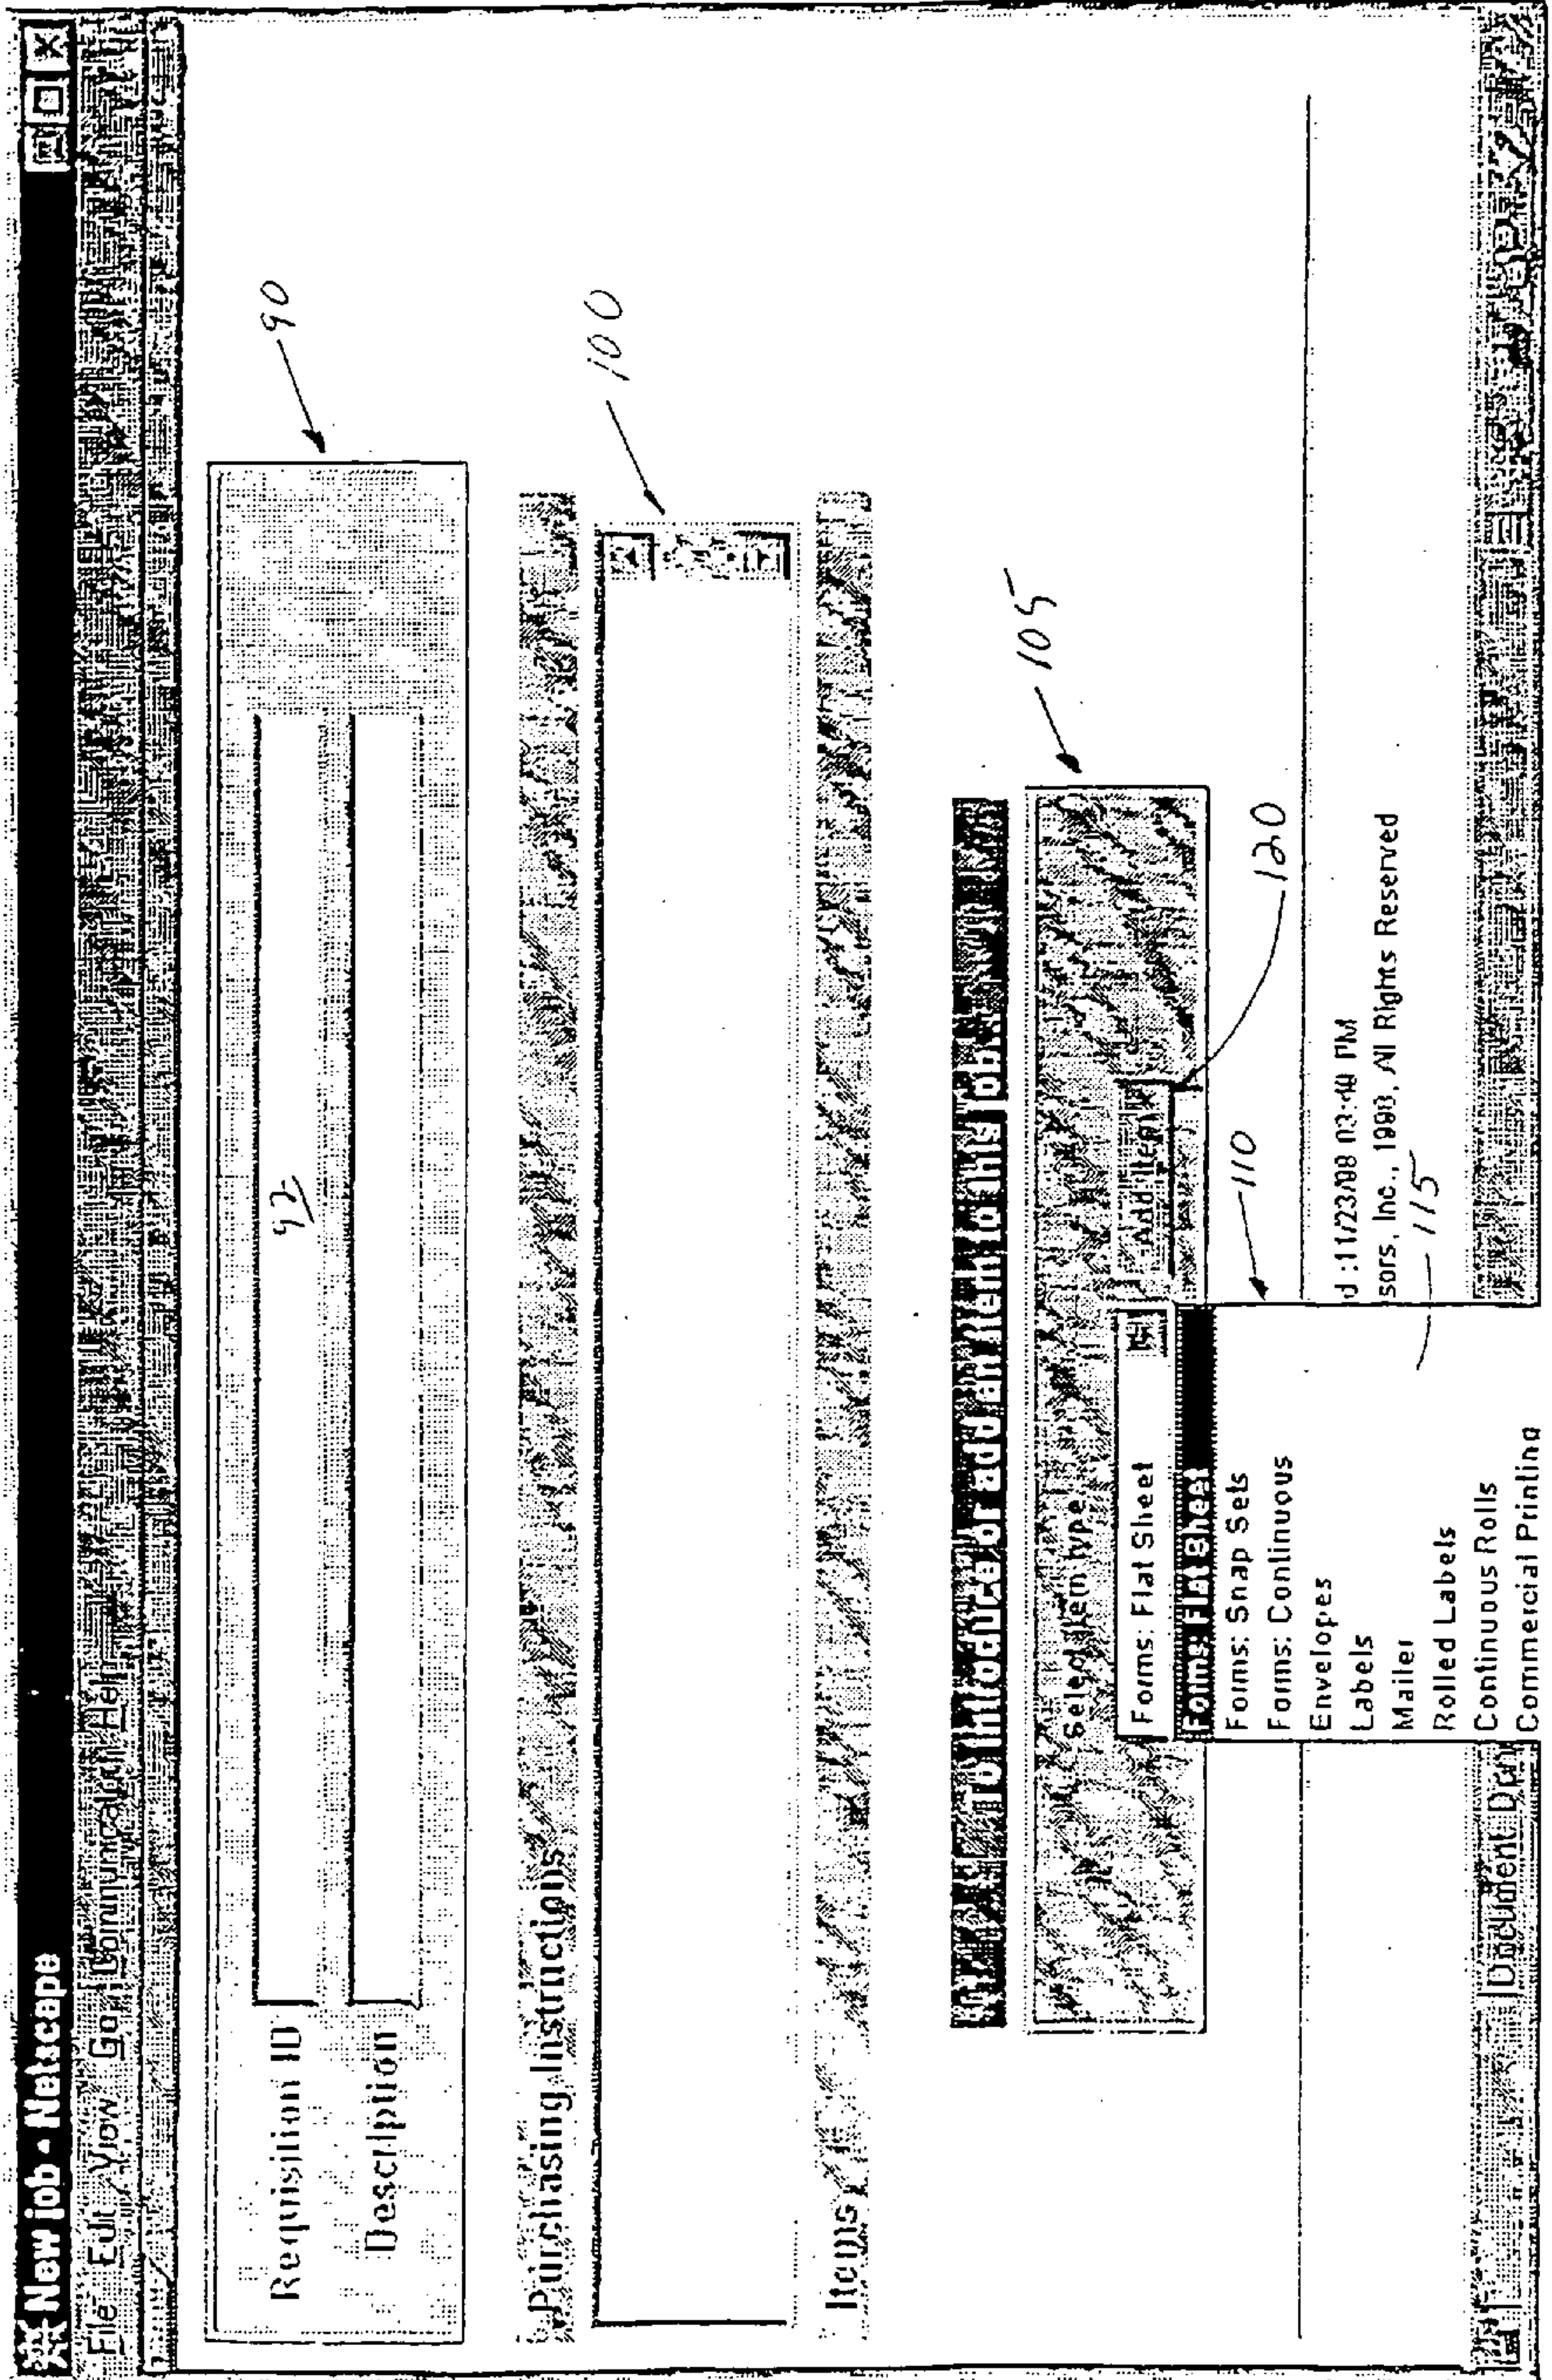 New job - Netscape
File Edit View Go Communicator Help
Requisition ID
92
Description
90
Purchasing Instructions
100
Items
To introduce or add an item to this job
105
Select item type
Forms: Flat Sheet
Add Item
120
Forms: Flat Sheet
110
Forms: Snap Sets
Forms: Continuous
Envelopes
Labels
Mailer
Rolled Labels
Continuous Rolls
Commercial Printing
d :11/23/98 03:40 PM
sors, Inc., 1998, All Rights Reserved
115
Document